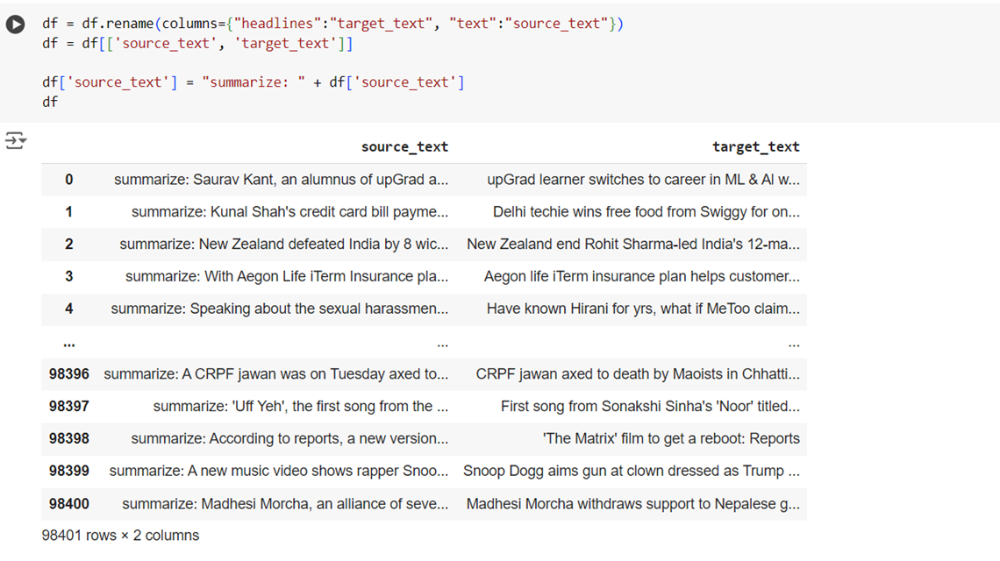 df = df.rename(columns={"headlines":"target_text", "text":"source_text"})
df = df[['source_text', 'target_text']]
df['source_text'] = "summarize: " + df['source_text']
df
source_text target_text
0 summarize: Saurav Kant, an alumnus of upGrad a... upGrad learner switches to career in ML & Al w...
1 summarize: Kunal Shah's credit card bill payme... Delhi techie wins free food from Swiggy for on...
2 summarize: New Zealand defeated India by 8 wic... New Zealand end Rohit Sharma-led India's 12-ma...
3 summarize: With Aegon Life iTerm Insurance pla... Aegon life iTerm insurance plan helps customer...
4 summarize: Speaking about the sexual harassmen... Have known Hirani for yrs, what if MeToo claim...
... ... ...
98396 summarize: A CRPF jawan was on Tuesday axed to... CRPF jawan axed to death by Maoists in Chhatti...
98397 summarize: 'Uff Yeh', the first song from the ... First song from Sonakshi Sinha's 'Noor' titled...
98398 summarize: According to reports, a new version... 'The Matrix' film to get a reboot: Reports
98399 summarize: A new music video shows rapper Snoo... Snoop Dogg aims gun at clown dressed as Trump ...
98400 summarize: Madhesi Morcha, an alliance of seve... Madhesi Morcha withdraws support to Nepalese g...
98401 rows × 2 columns